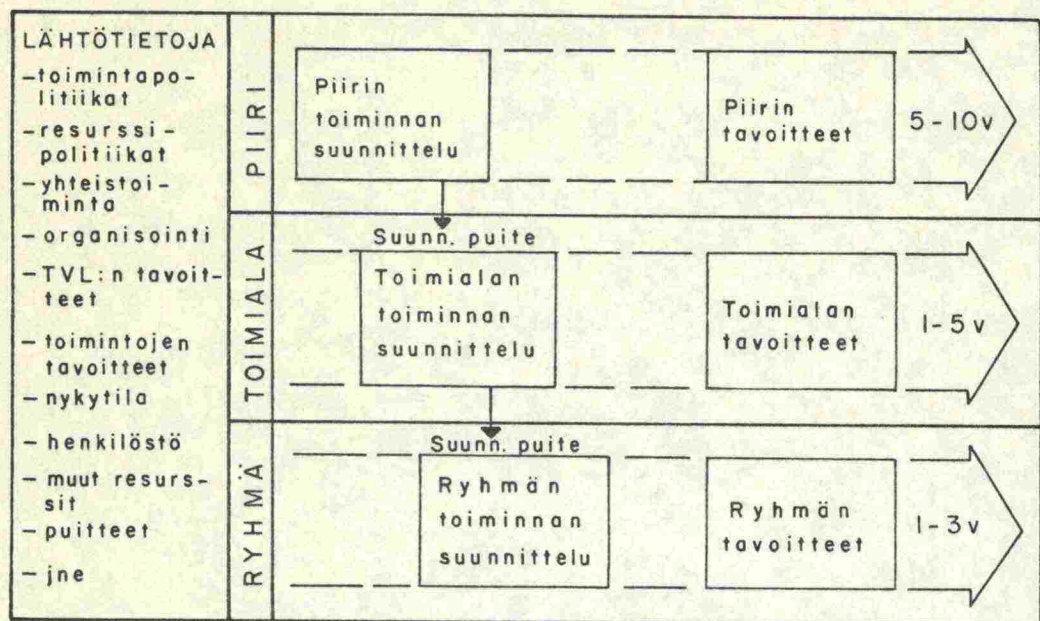 LÄHTÖTIETOJA
-toimintapo-
litiikat
-resurssi-
politiikat
-yhteistoi-
minta
-organisointi
-TVL:n tavoit-
teet
-toimintojen
tavoitteet
-nykytila
-henkilöstö
-muut resurs-
sit
-puitteet
-jne
PIIRI
Piirin
toiminnan
suunnittelu
Piirin
tavoitteet
5-10v
TOIMIALA
Suunn. puite
Toimialan
toiminnan
suunnittelu
Toimialan
tavoitteet
1-5v
RYHMÄ
Suunn. puite
Ryhmän
toiminnan
suunnittelu
Ryhmän
tavoitteet
1-3v